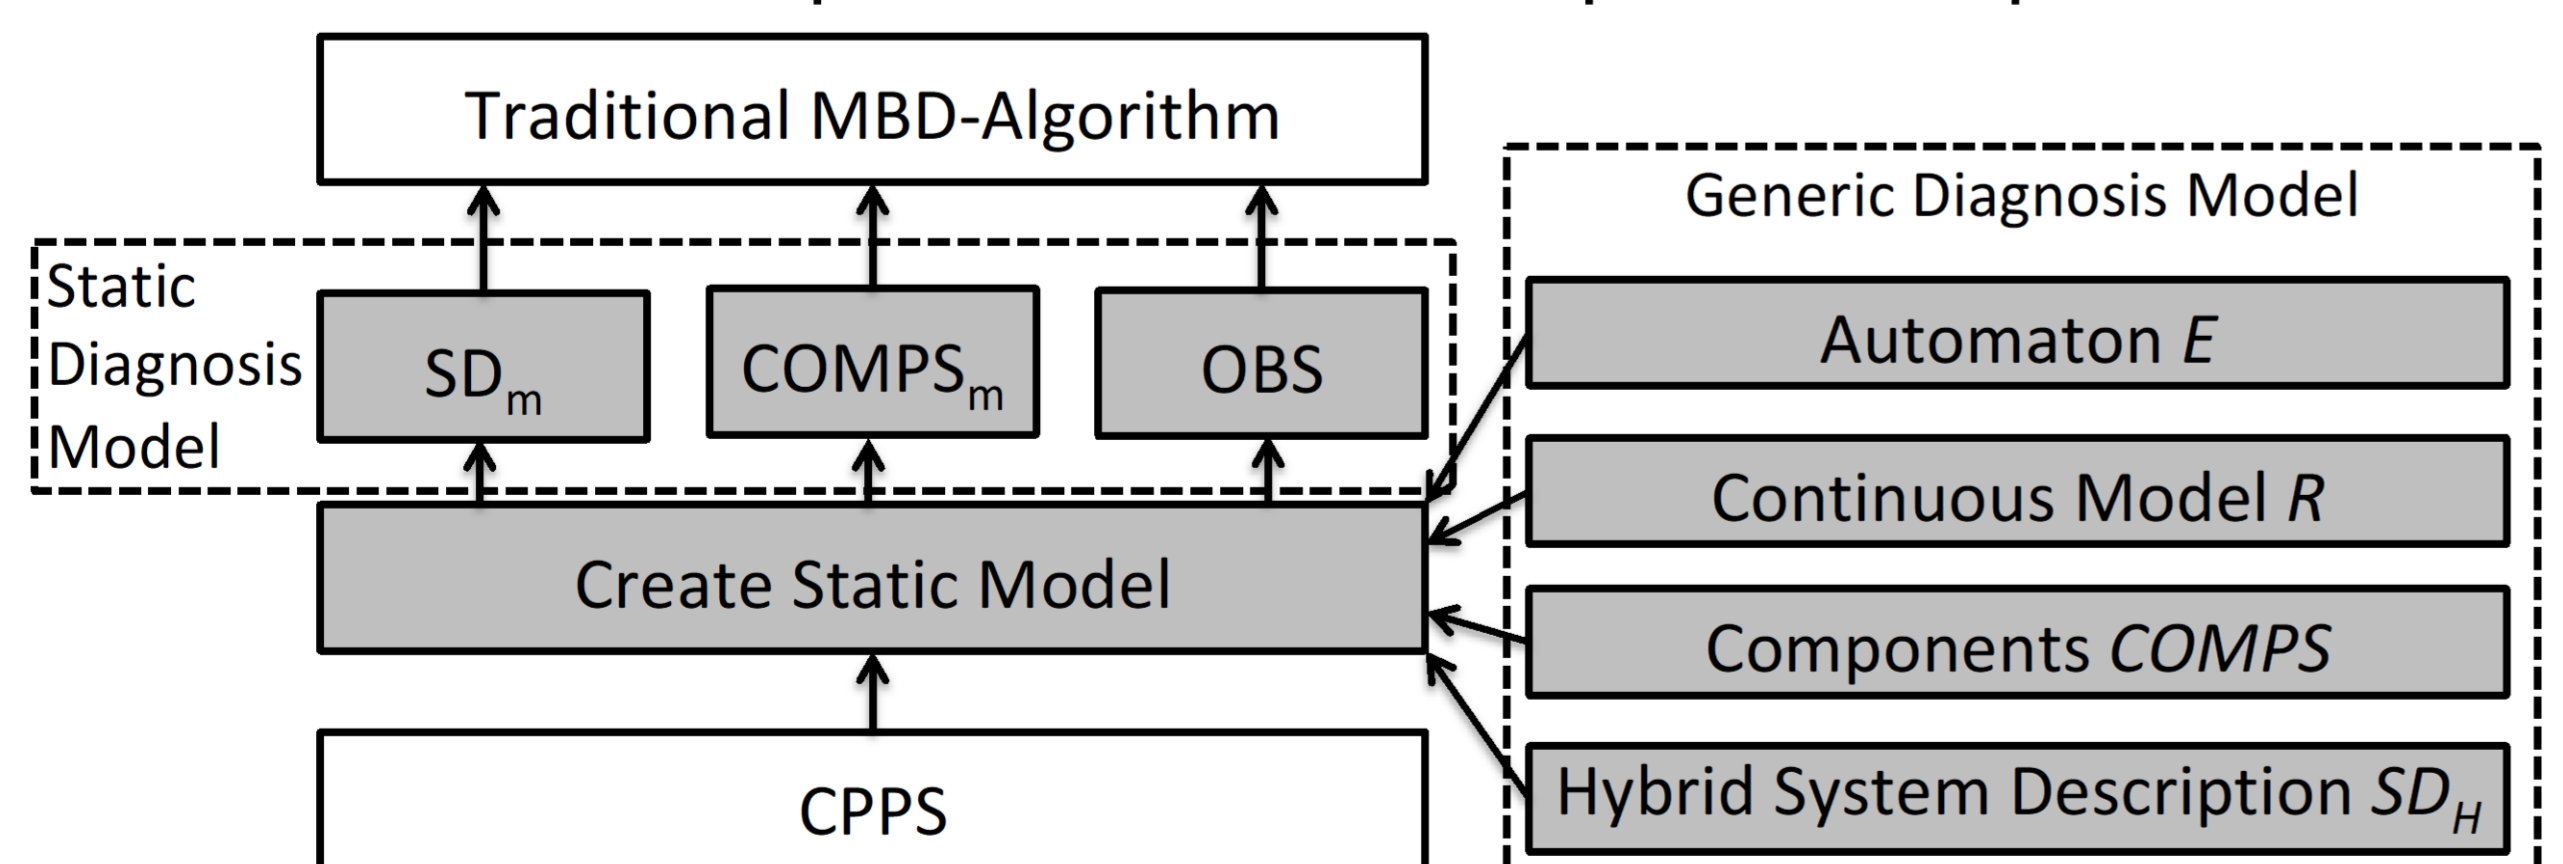 Traditional MBD-Algorithm
Generic Diagnosis Model
Static
Diagnosis
Model
SDm
COMPSm
OBS
Automaton E
Continuous Model R
Create Static Model
Components COMPS
Hybrid System Description SDH
CPPS